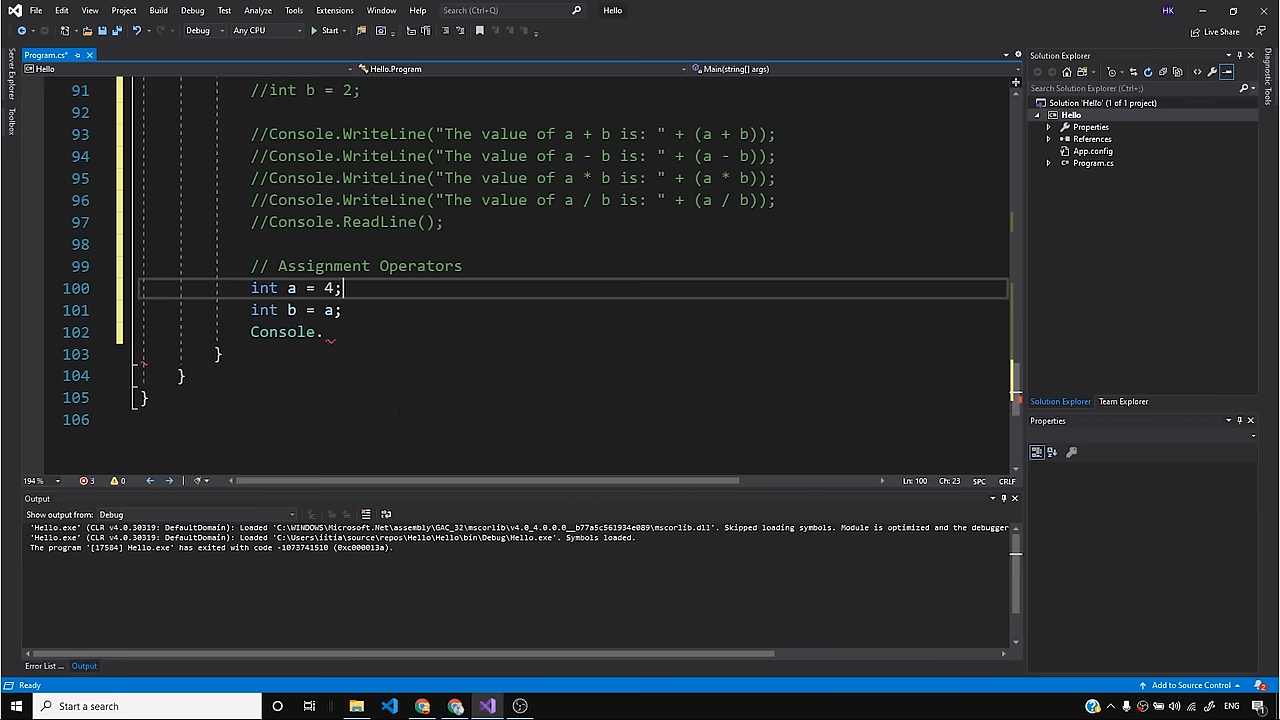 File Edit View Project Build Debug Test Analyze Tools Extensions Window Help Search (Ctrl+Q) Hello HK
Debug Any CPU Start Live Share
Server Explorer
Toolbox
Program.cs*
Hello Hello.Program Main(string[] args)
91 //int b = 2;
92
93 //Console.WriteLine("The value of a + b is: " + (a + b));
94 //Console.WriteLine("The value of a - b is: " + (a - b));
95 //Console.WriteLine("The value of a * b is: " + (a * b));
96 //Console.WriteLine("The value of a / b is: " + (a / b));
97 //Console.ReadLine();
98
99 // Assignment Operators
100 int a = 4;
101 int b = a;
102 Console.
103 }
104 }
105 }
106
194 % 3 0 Ln: 100 Ch: 23 SPC CRLF
Solution Explorer
Search Solution Explorer (Ctrl+;)
Solution 'Hello' (1 of 1 project)
Hello
Properties
References
App.config
Program.cs
Solution Explorer Team Explorer
Properties
Diagnostic Tools
Output
Show output from: Debug
'Hello.exe' (CLR v4.0.30319: DefaultDomain): Loaded 'C:\WINDOWS\Microsoft.Net\assembly\GAC_32\mscorlib\v4.0_4.0.0.0__b77a5c561934e089\mscorlib.dll'. Skipped loading symbols. Module is optimized and the debugger
'Hello.exe' (CLR v4.0.30319: DefaultDomain): Loaded 'C:\Users\iitia\source\repos\Hello\Hello\bin\Debug\Hello.exe'. Symbols loaded.
The program '[17584] Hello.exe' has exited with code -1073741510 (0xc000013a).
Error List ... Output
Ready Add to Source Control 2
Start a search ENG